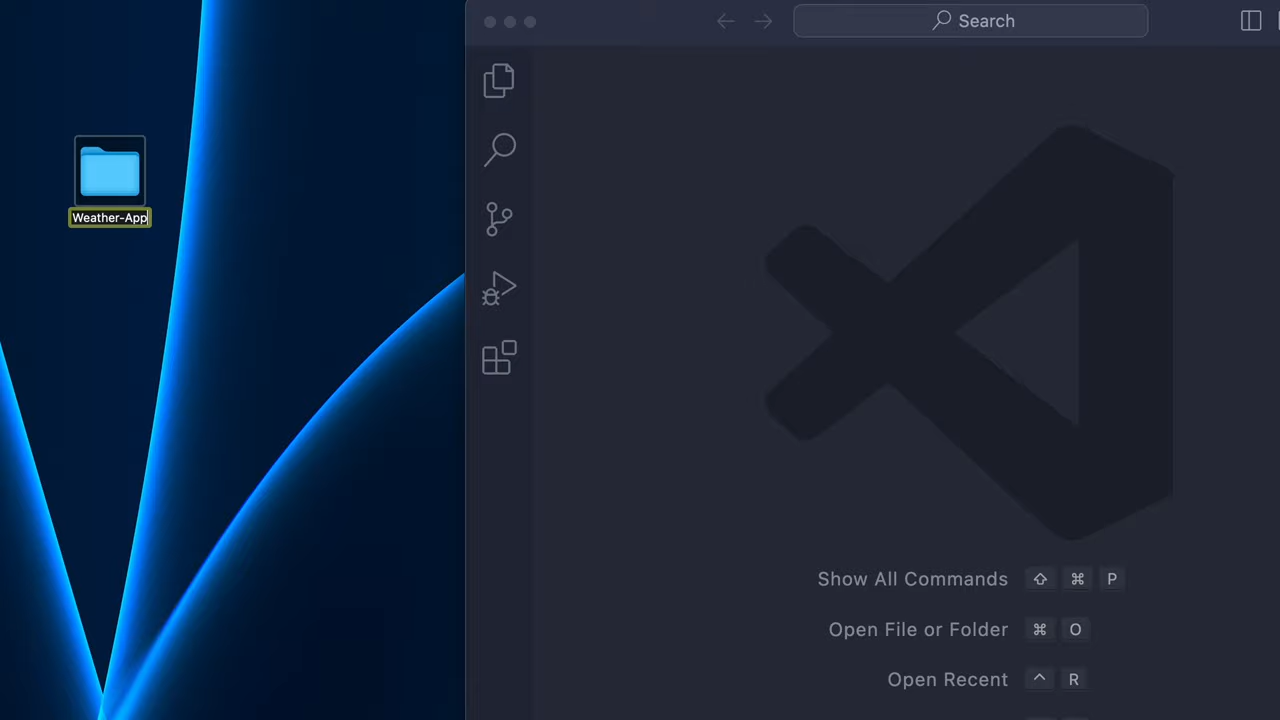 Search
Weather-App
Show All Commands ⇧ ⌘ P
Open File or Folder ⌘ O
Open Recent ^ R